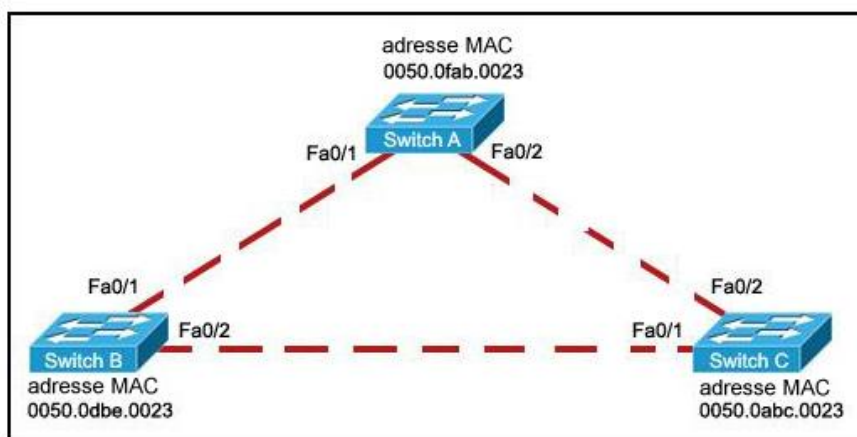 adresse MAC
0050.0fab.0023
Switch A
Fa0/1
Fa0/2
Fa0/1
Fa0/2
Fa0/2
Fa0/1
Switch B
Switch C
adresse MAC
0050.0dbe.0023
adresse MAC
0050.0abc.0023